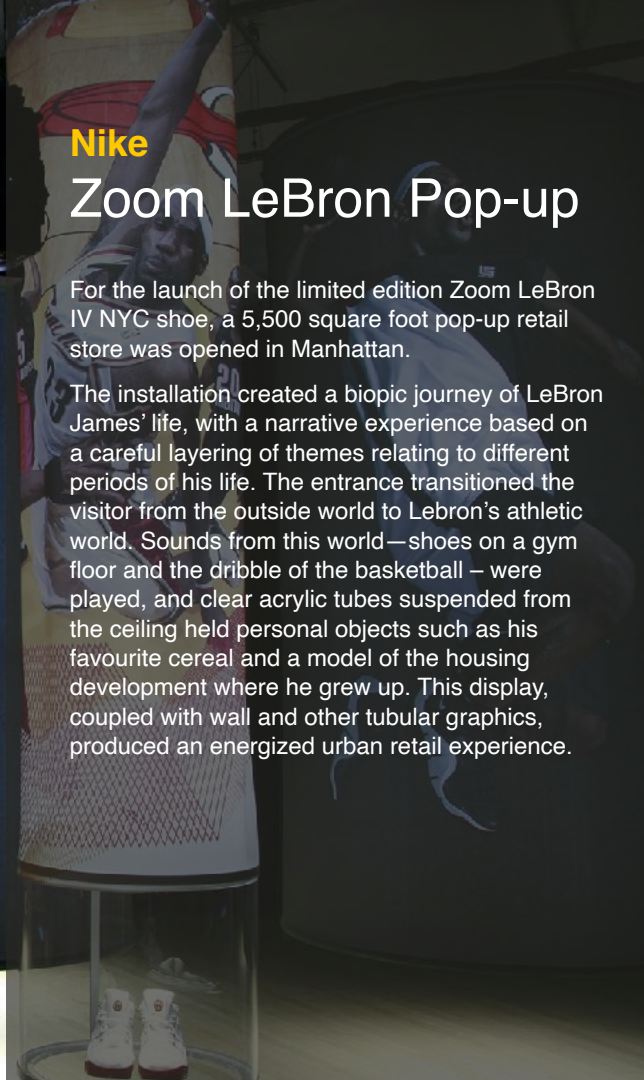 Nike
Zoom LeBron Pop-up
For the launch of the limited edition Zoom LeBron
IV NYC shoe, a 5,500 square foot pop-up retail
store was opened in Manhattan.
The installation created a biopic journey of LeBron
James’ life, with a narrative experience based on
a careful layering of themes relating to different
periods of his life. The entrance transitioned the
visitor from the outside world to Lebron’s athletic
world. Sounds from this world—shoes on a gym
floor and the dribble of the basketball – were
played, and clear acrylic tubes suspended from
the ceiling held personal objects such as his
favourite cereal and a model of the housing
development where he grew up. This display,
coupled with wall and other tubular graphics,
produced an energized urban retail experience.
20
23